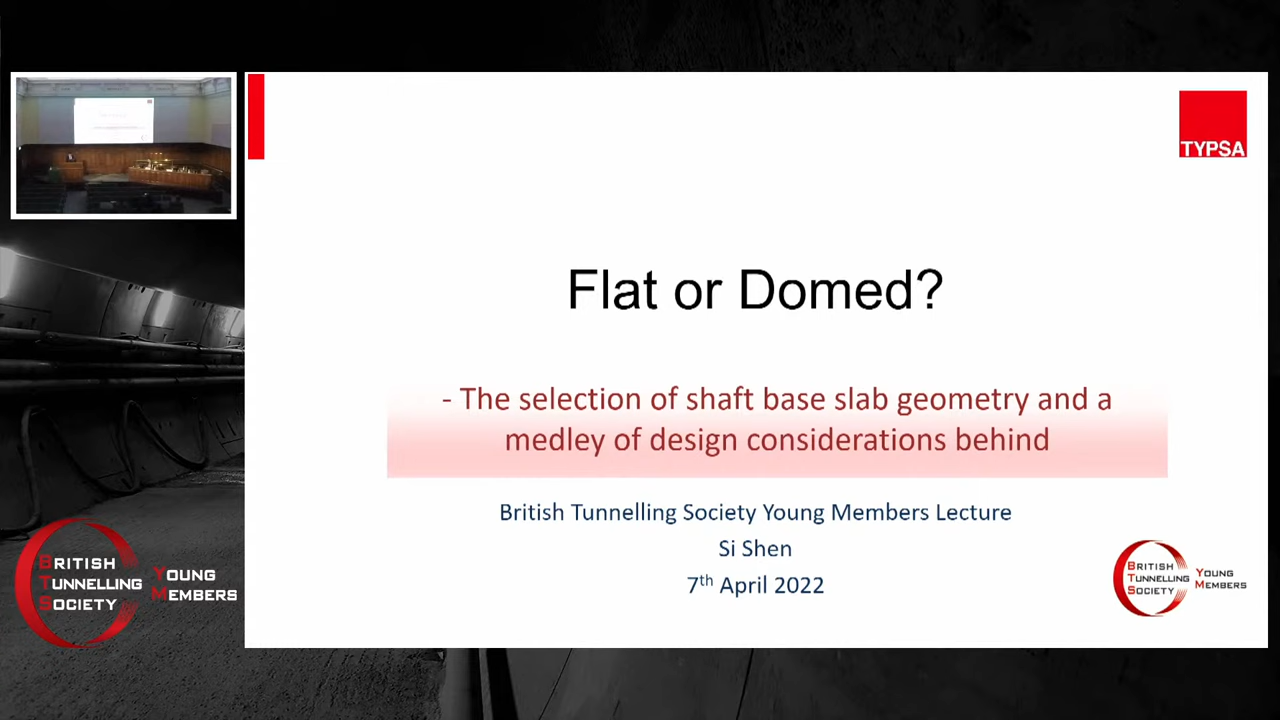 TYPSA
Flat or Domed?
- The selection of shaft base slab geometry and a
medley of design considerations behind
British Tunnelling Society Young Members Lecture
Si Shen
7th April 2022
BRITISH
TUNNELLING
SOCIETY
YOUNG
MEMBERS
BRITISH
TUNNELLING
SOCIETY
YOUNG
MEMBERS